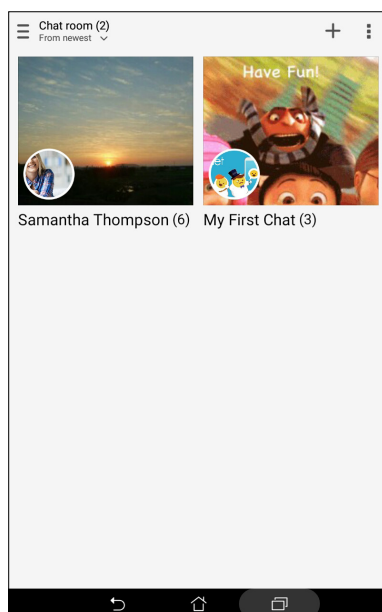 Chat room (2)
From newest
Have Fun!
Samantha Thompson (6)
My First Chat (3)